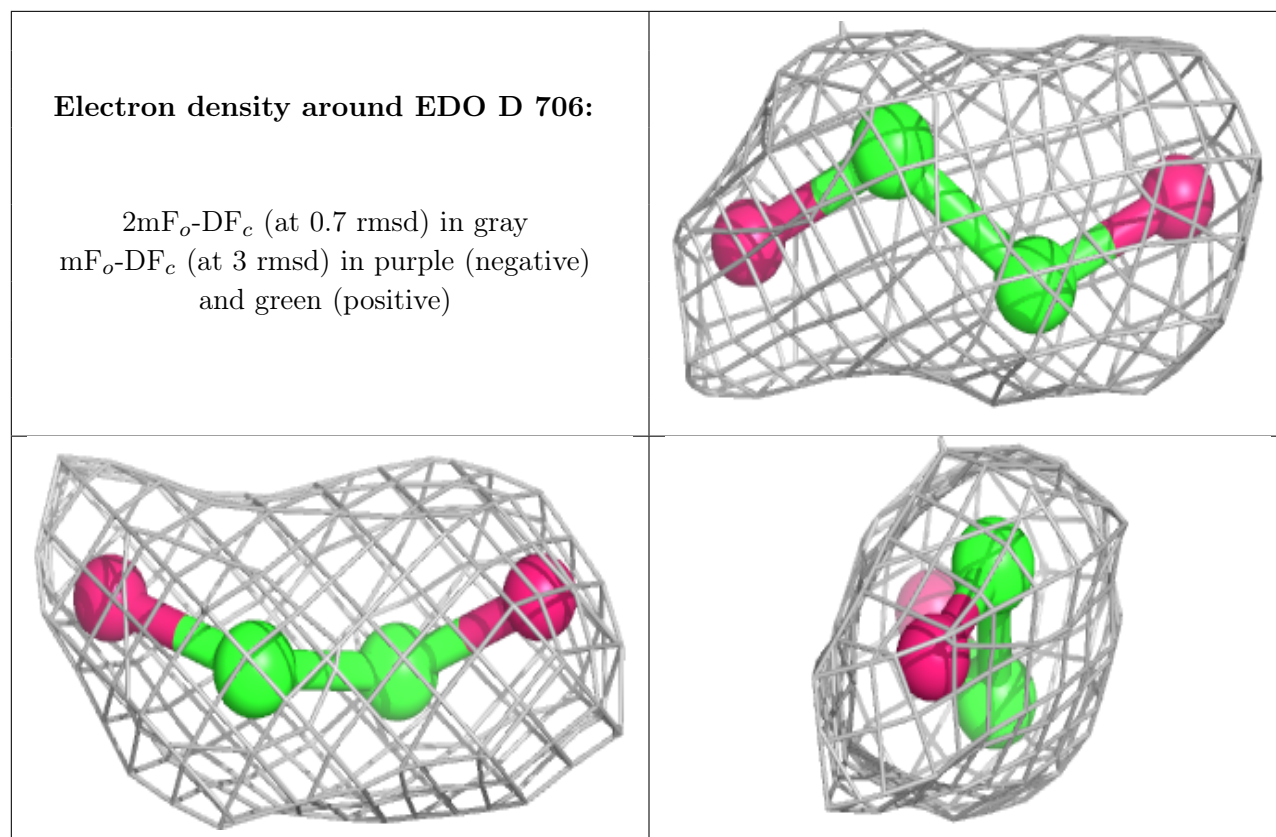 Electron density around EDO D 706:
2mFo-DFc (at 0.7 rmsd) in gray
mFo-DFc (at 3 rmsd) in purple (negative)
and green (positive)